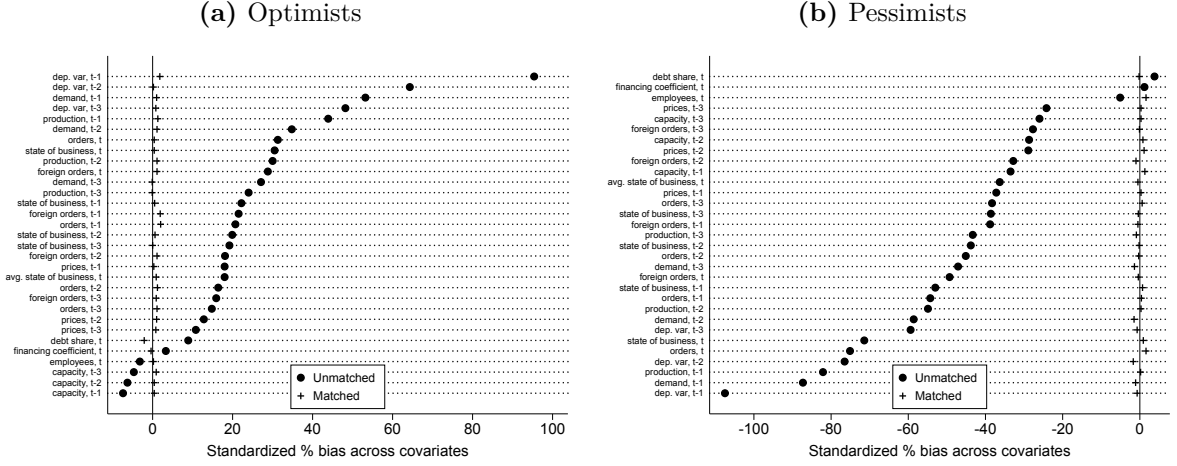 (a) Optimists
dep. var, t-1
dep. var, t-2
demand, t-1
dep. var, t-3
production, t-1
demand, t-2
orders, t
state of business, t
production, t-2
foreign orders, t
demand, t-3
production, t-3
state of business, t-1
foreign orders, t-1
orders, t-1
state of business, t-2
state of business, t-3
foreign orders, t-2
prices, t-1
avg. state of business, t
orders, t-2
foreign orders, t-3
orders, t-3
prices, t-2
prices, t-3
debt share, t
financing coefficient, t
employees, t
capacity, t-3
capacity, t-2
capacity, t-1
Unmatched
Matched
0 20 40 60 80 100
Standardized % bias across covariates
(b) Pessimists
debt share, t
financing coefficient, t
employees, t
prices, t-3
capacity, t-3
foreign orders, t-3
capacity, t-2
prices, t-2
foreign orders, t-2
capacity, t-1
avg. state of business, t
prices, t-1
orders, t-3
state of business, t-3
foreign orders, t-1
production, t-3
state of business, t-2
orders, t-2
demand, t-3
foreign orders, t
state of business, t-1
orders, t-1
production, t-2
demand, t-2
dep. var, t-3
state of business, t
orders, t
dep. var, t-2
production, t-1
demand, t-1
dep. var, t-1
Unmatched
Matched
-100 -80 -60 -40 -20 0
Standardized % bias across covariates